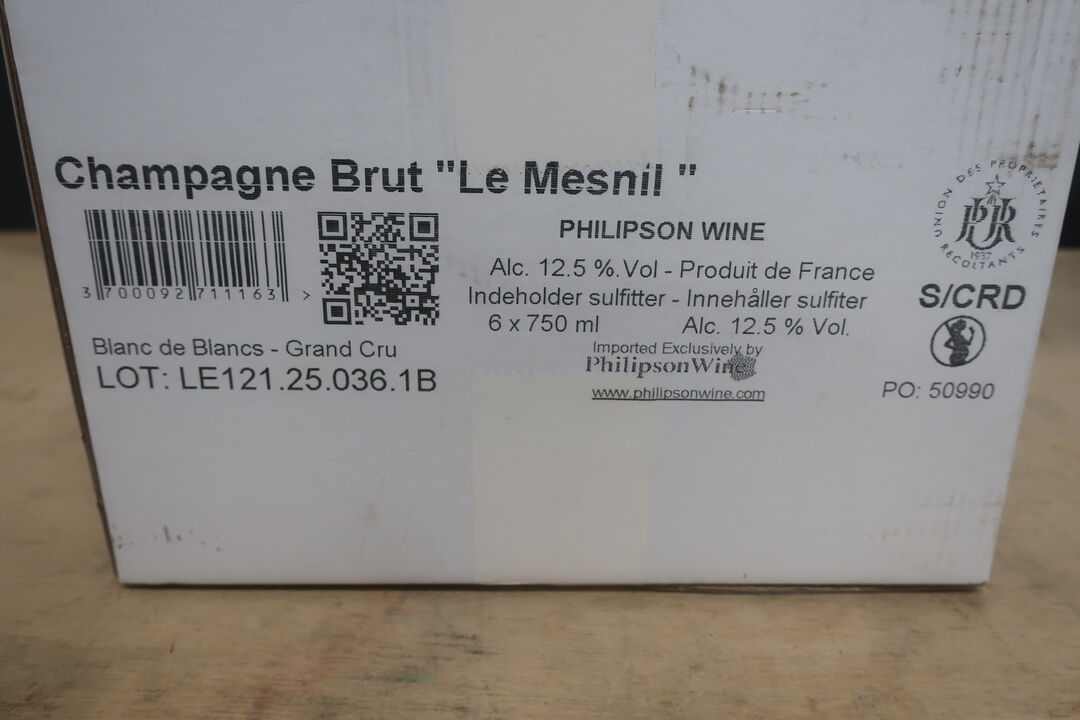 Champagne Brut "Le Mesnil "
3 700092 711163 >
Blanc de Blancs - Grand Cru
LOT: LE121.25.036.1B
PHILIPSON WINE
Alc. 12.5 %.Vol - Produit de France
Indeholder sulfitter - Innehåller sulfiter
6 x 750 ml Alc. 12.5 % Vol.
Imported Exclusively by
PhilipsonWine
www.philipsonwine.com
UNION DES PROPRIETAIRES RECOLTANTS
UPR
1937
S/CRD
PO: 50990